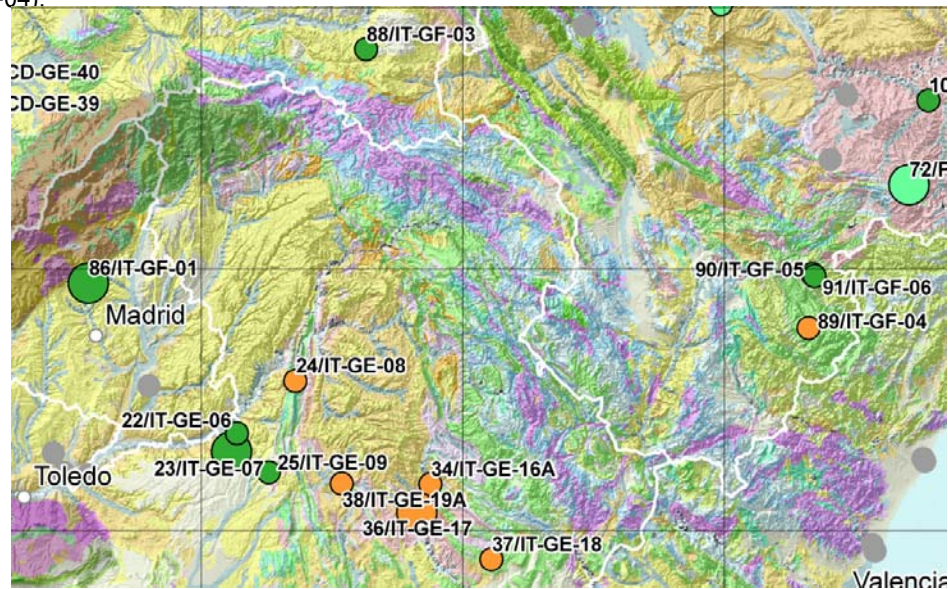 -047.
88/IT-GF-03
CD-GE-40
CD-GE-39
10
72/F
86/IT-GF-01
90/IT-GF-05
91/IT-GF-06
Madrid
89/IT-GF-04
24/IT-GE-08
22/IT-GE-06
23/IT-GE-07
25/IT-GE-09
34/IT-GE-16A
Toledo
38/IT-GE-19A
36/IT-GE-17
37/IT-GE-18
Valencia